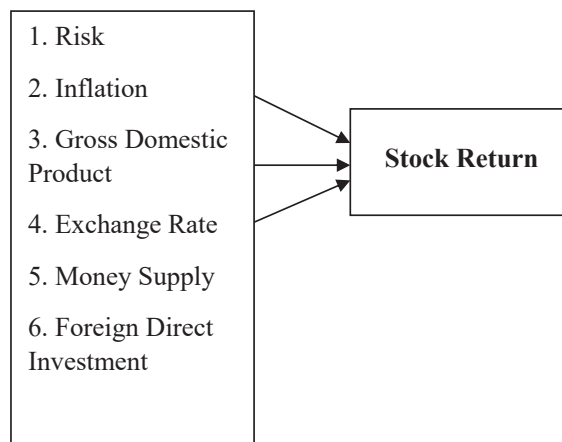 1. Risk
2. Inflation
3. Gross Domestic
Product
4. Exchange Rate
5. Money Supply
6. Foreign Direct
Investment
Stock Return